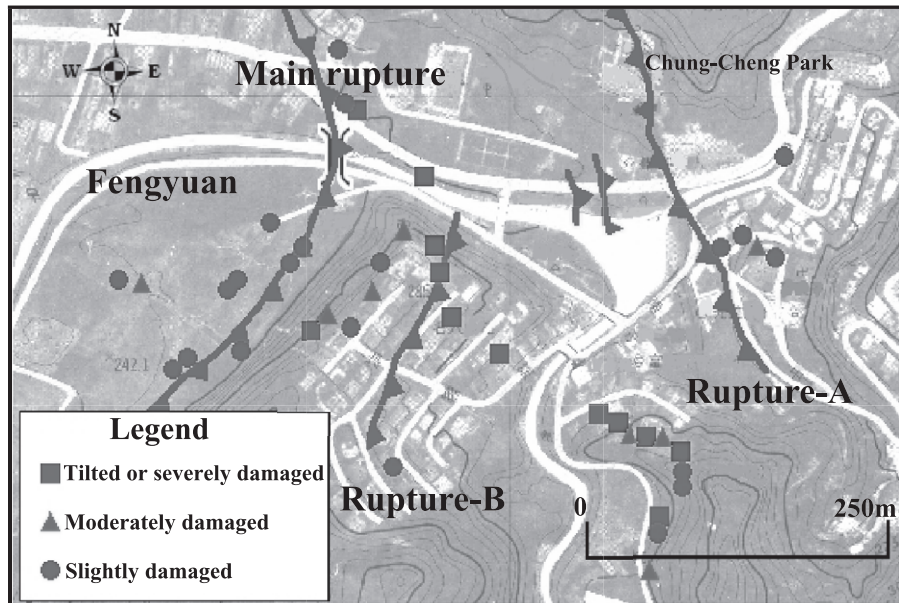 N
W E
S
Main rupture
Chung-Cheng Park
Fengyuan
242.1
Rupture-A
Rupture-B
Legend
Tilted or severely damaged
Moderately damaged
Slightly damaged
0 250m